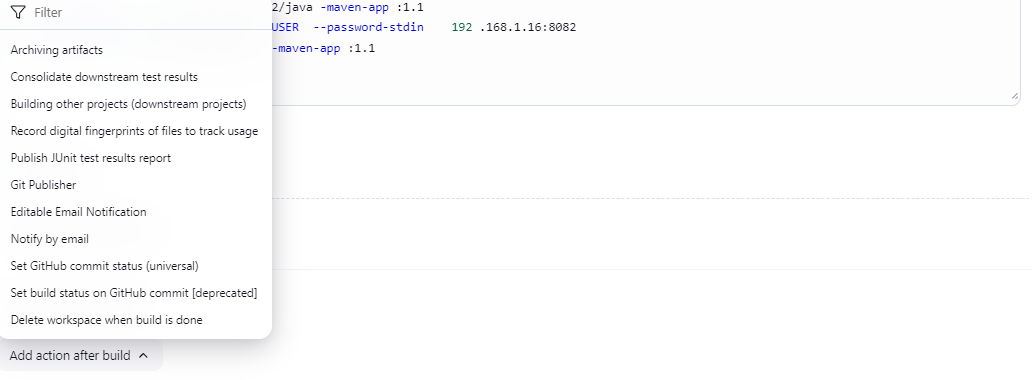 Filter
2/java -maven-app :1.1
USER --password-stdin 192 .168.1.16:8082
-maven-app :1.1
Archiving artifacts
Consolidate downstream test results
Building other projects (downstream projects)
Record digital fingerprints of files to track usage
Publish JUnit test results report
Git Publisher
Editable Email Notification
Notify by email
Set GitHub commit status (universal)
Set build status on GitHub commit [deprecated]
Delete workspace when build is done
Add action after build